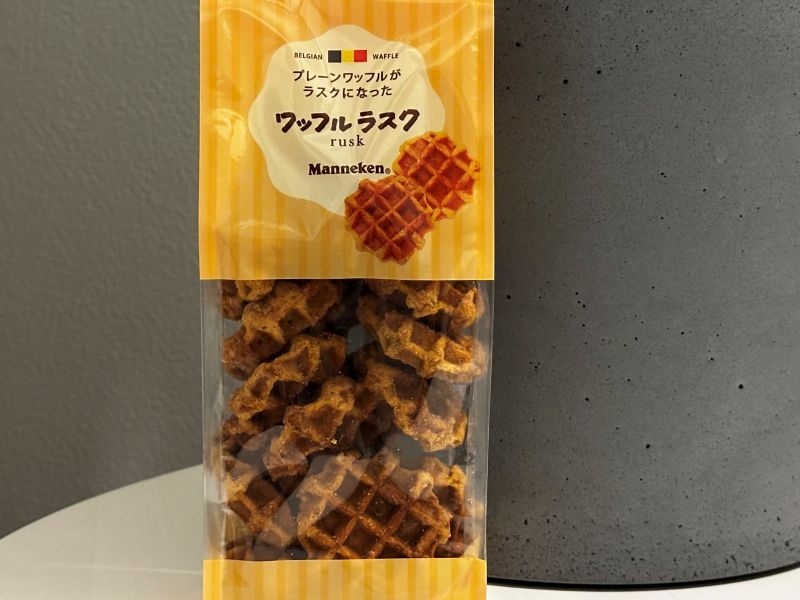 BELGIAN WAFFLE
プレーンワッフルが
ラスクになった
ワッフルラスク
rusk
Manneken®